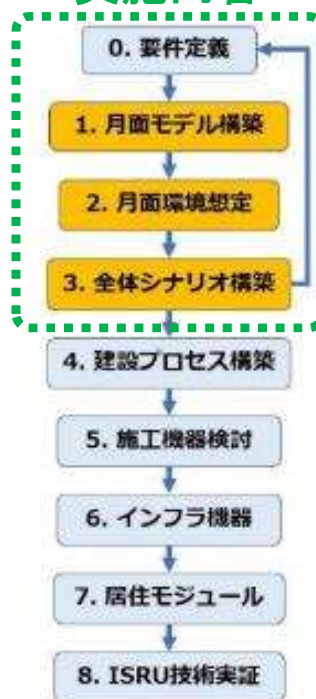 0. 要件定義
1. 月面モデル構築
2. 月面環境想定
3. 全体シナリオ構築
4. 建設プロセス構築
5. 施工機器検討
6. インフラ機器
7. 居住モジュール
8. ISRU技術実証